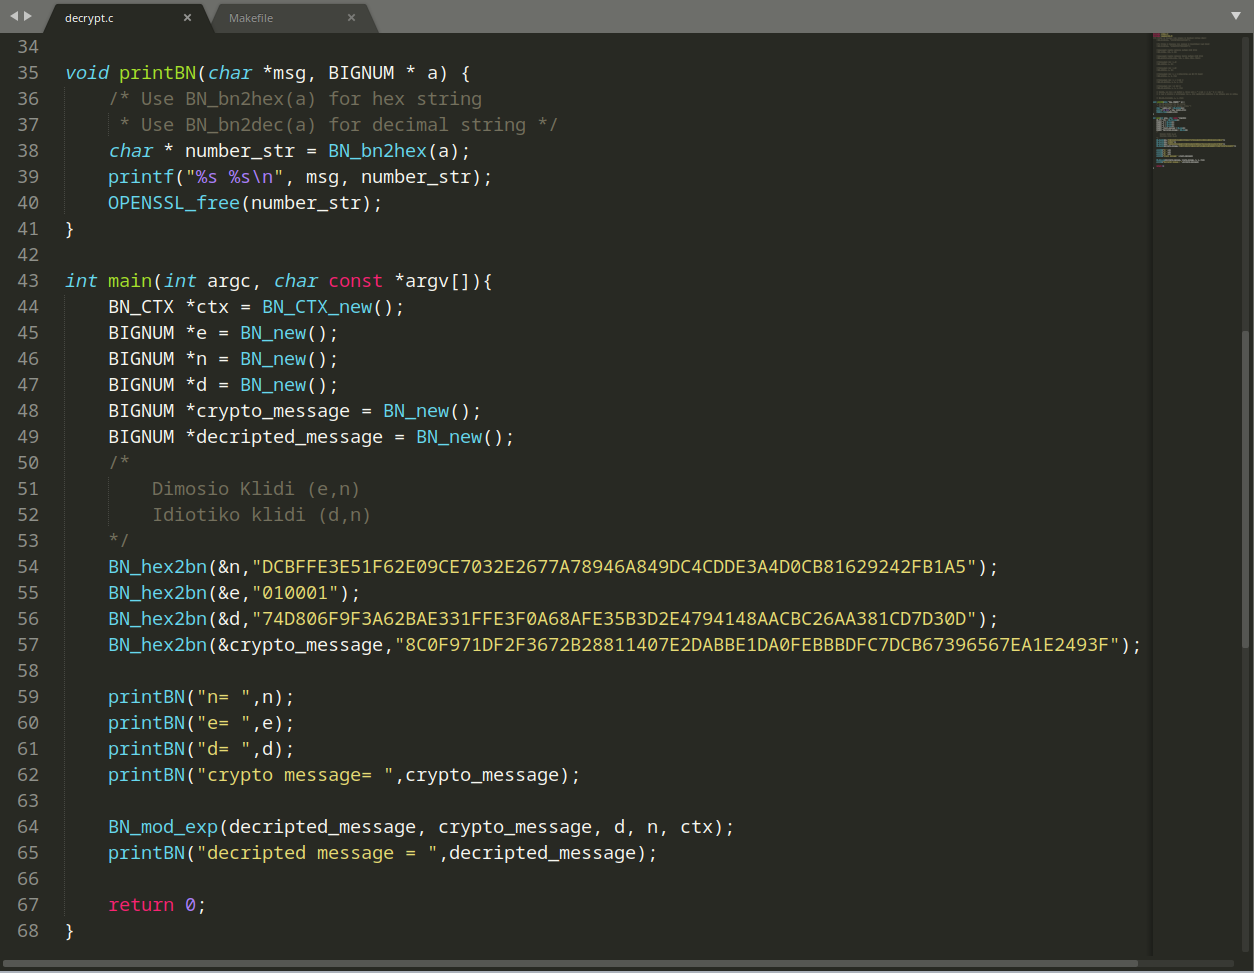 decrypt.c × Makefile ×
34
35 void printBN(char *msg, BIGNUM * a) {
36     /* Use BN_bn2hex(a) for hex string
37      * Use BN_bn2dec(a) for decimal string */
38     char * number_str = BN_bn2hex(a);
39     printf("%s %s\n", msg, number_str);
40     OPENSSL_free(number_str);
41 }
42
43 int main(int argc, char const *argv[]){
44     BN_CTX *ctx = BN_CTX_new();
45     BIGNUM *e = BN_new();
46     BIGNUM *n = BN_new();
47     BIGNUM *d = BN_new();
48     BIGNUM *crypto_message = BN_new();
49     BIGNUM *decripted_message = BN_new();
50     /*
51         Dimosio Klidi (e,n)
52         Idiotiko klidi (d,n)
53     */
54     BN_hex2bn(&n,"DCBFFE3E51F62E09CE7032E2677A78946A849DC4CDDE3A4D0CB81629242FB1A5");
55     BN_hex2bn(&e,"010001");
56     BN_hex2bn(&d,"74D806F9F3A62BAE331FFE3F0A68AFE35B3D2E4794148AACBC26AA381CD7D30D");
57     BN_hex2bn(&crypto_message,"8C0F971DF2F3672B28811407E2DABBE1DA0FEBBBDFC7DCB67396567EA1E2493F");
58
59     printBN("n= ",n);
60     printBN("e= ",e);
61     printBN("d= ",d);
62     printBN("crypto message= ",crypto_message);
63
64     BN_mod_exp(decripted_message, crypto_message, d, n, ctx);
65     printBN("decripted message = ",decripted_message);
66
67     return 0;
68 }